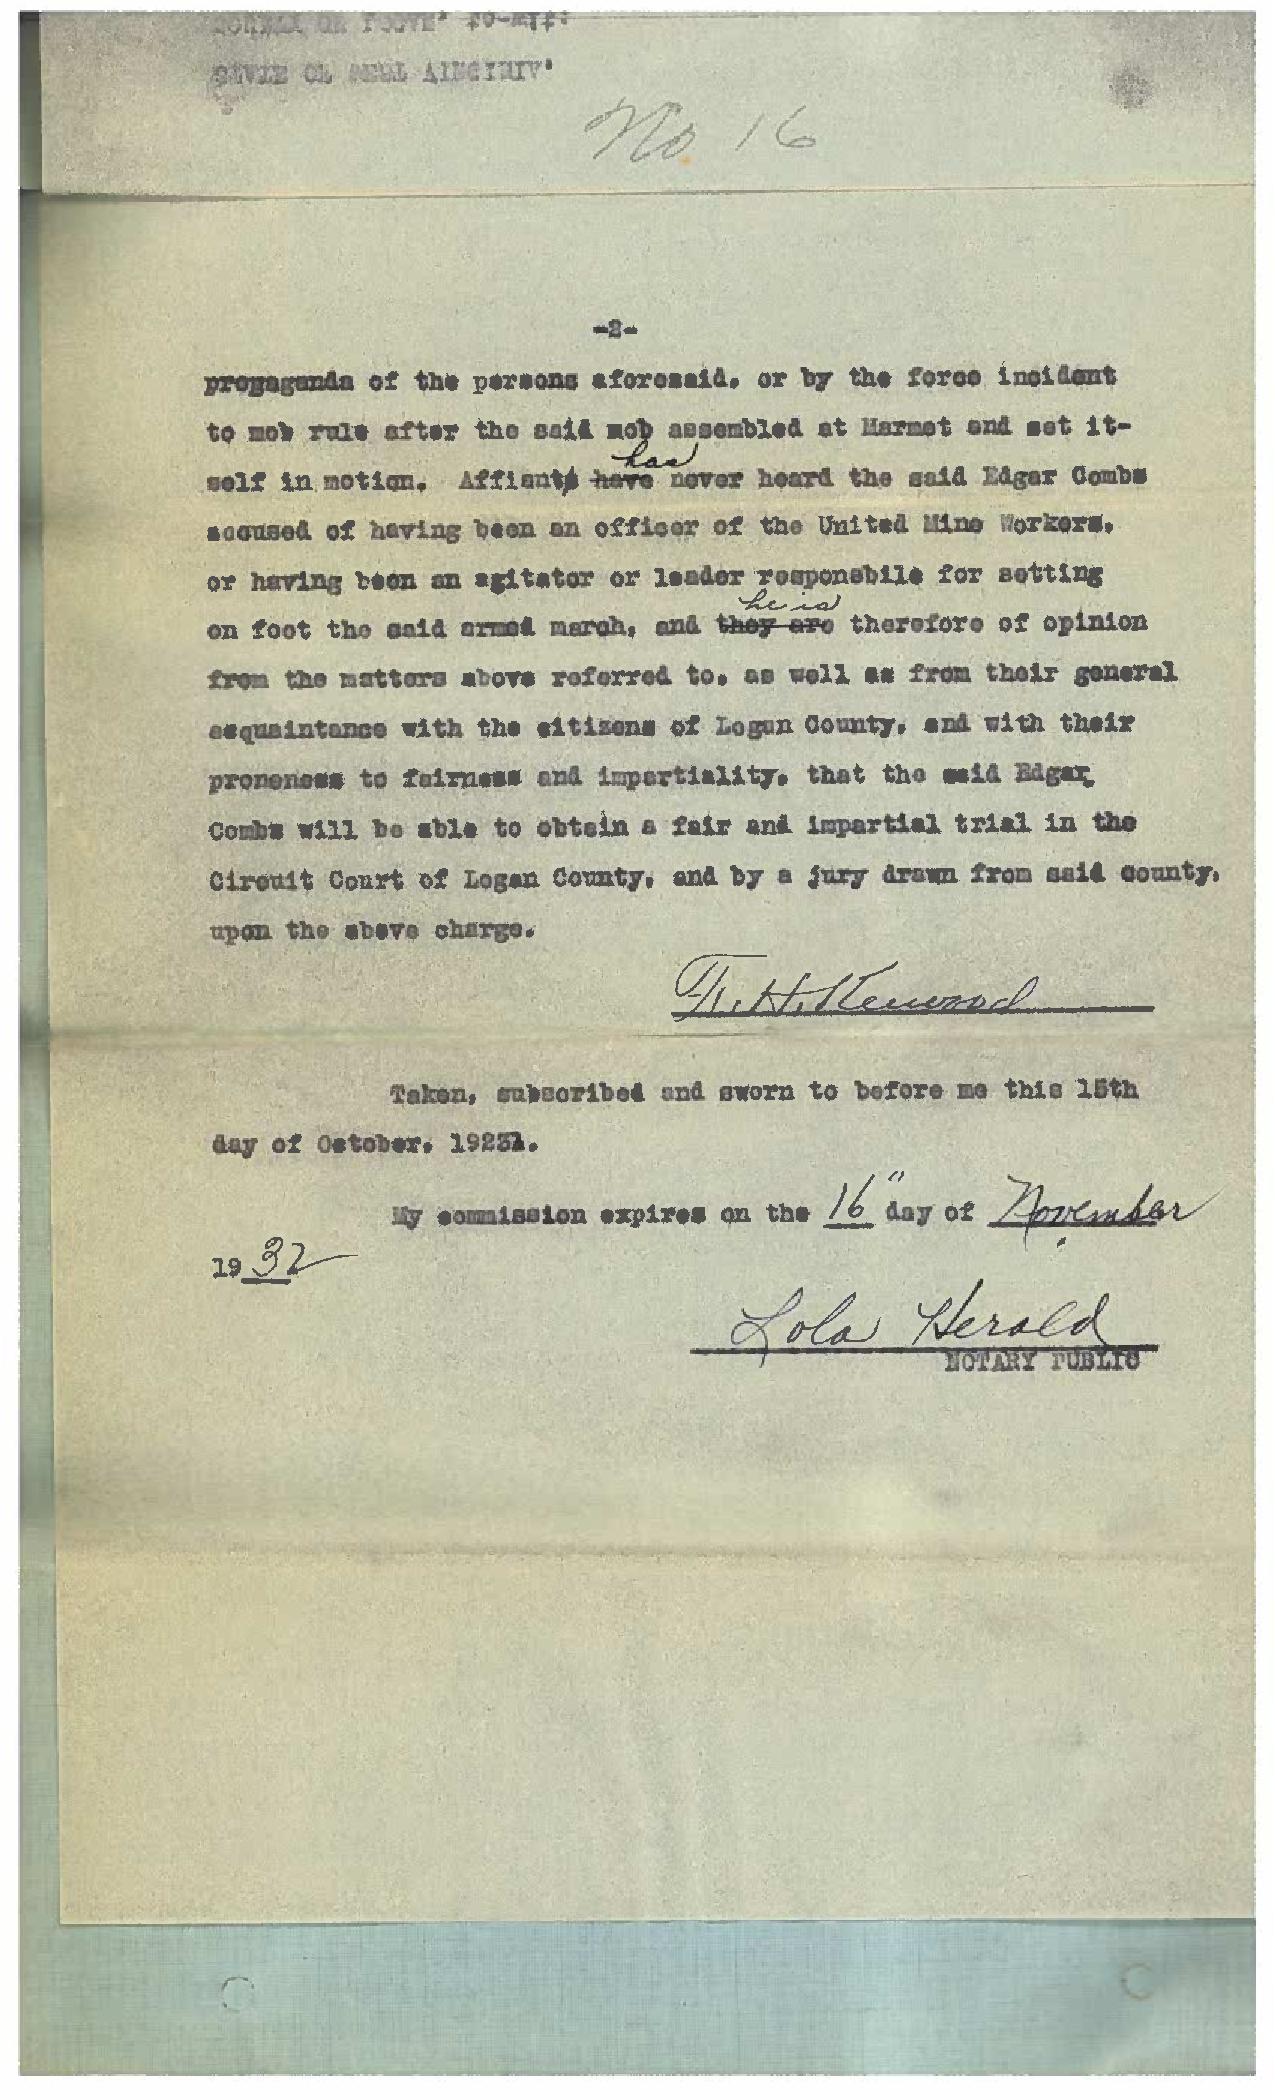 No. 16
-2-
propaganda of the persons aforesaid, or by the force incident
to mob rule after the said mob assembled at Marmet and set it-
self in motion. Affiants have has never heard the said Edgar Combs
accused of having been an officer of the United Mine Workers,
or having been an agitator or leader responsbile for setting
on foot the said armed march, and they are he is therefore of opinion
from the matters above referred to, as well as from their general
acquaintance with the citizens of Logan County, and with their
proneness to fairness and impartiality, that the said Edgar
Combs will be able to obtain a fair and impartial trial in the
Circuit Court of Logan County, and by a jury drawn from said county,
upon the above charge.
H. Kenwood
Taken, subscribed and sworn to before me this 15th
day of October,
My commission expires on the 16" day of November
1932
Lola Herald
NOTARY PUBLIC